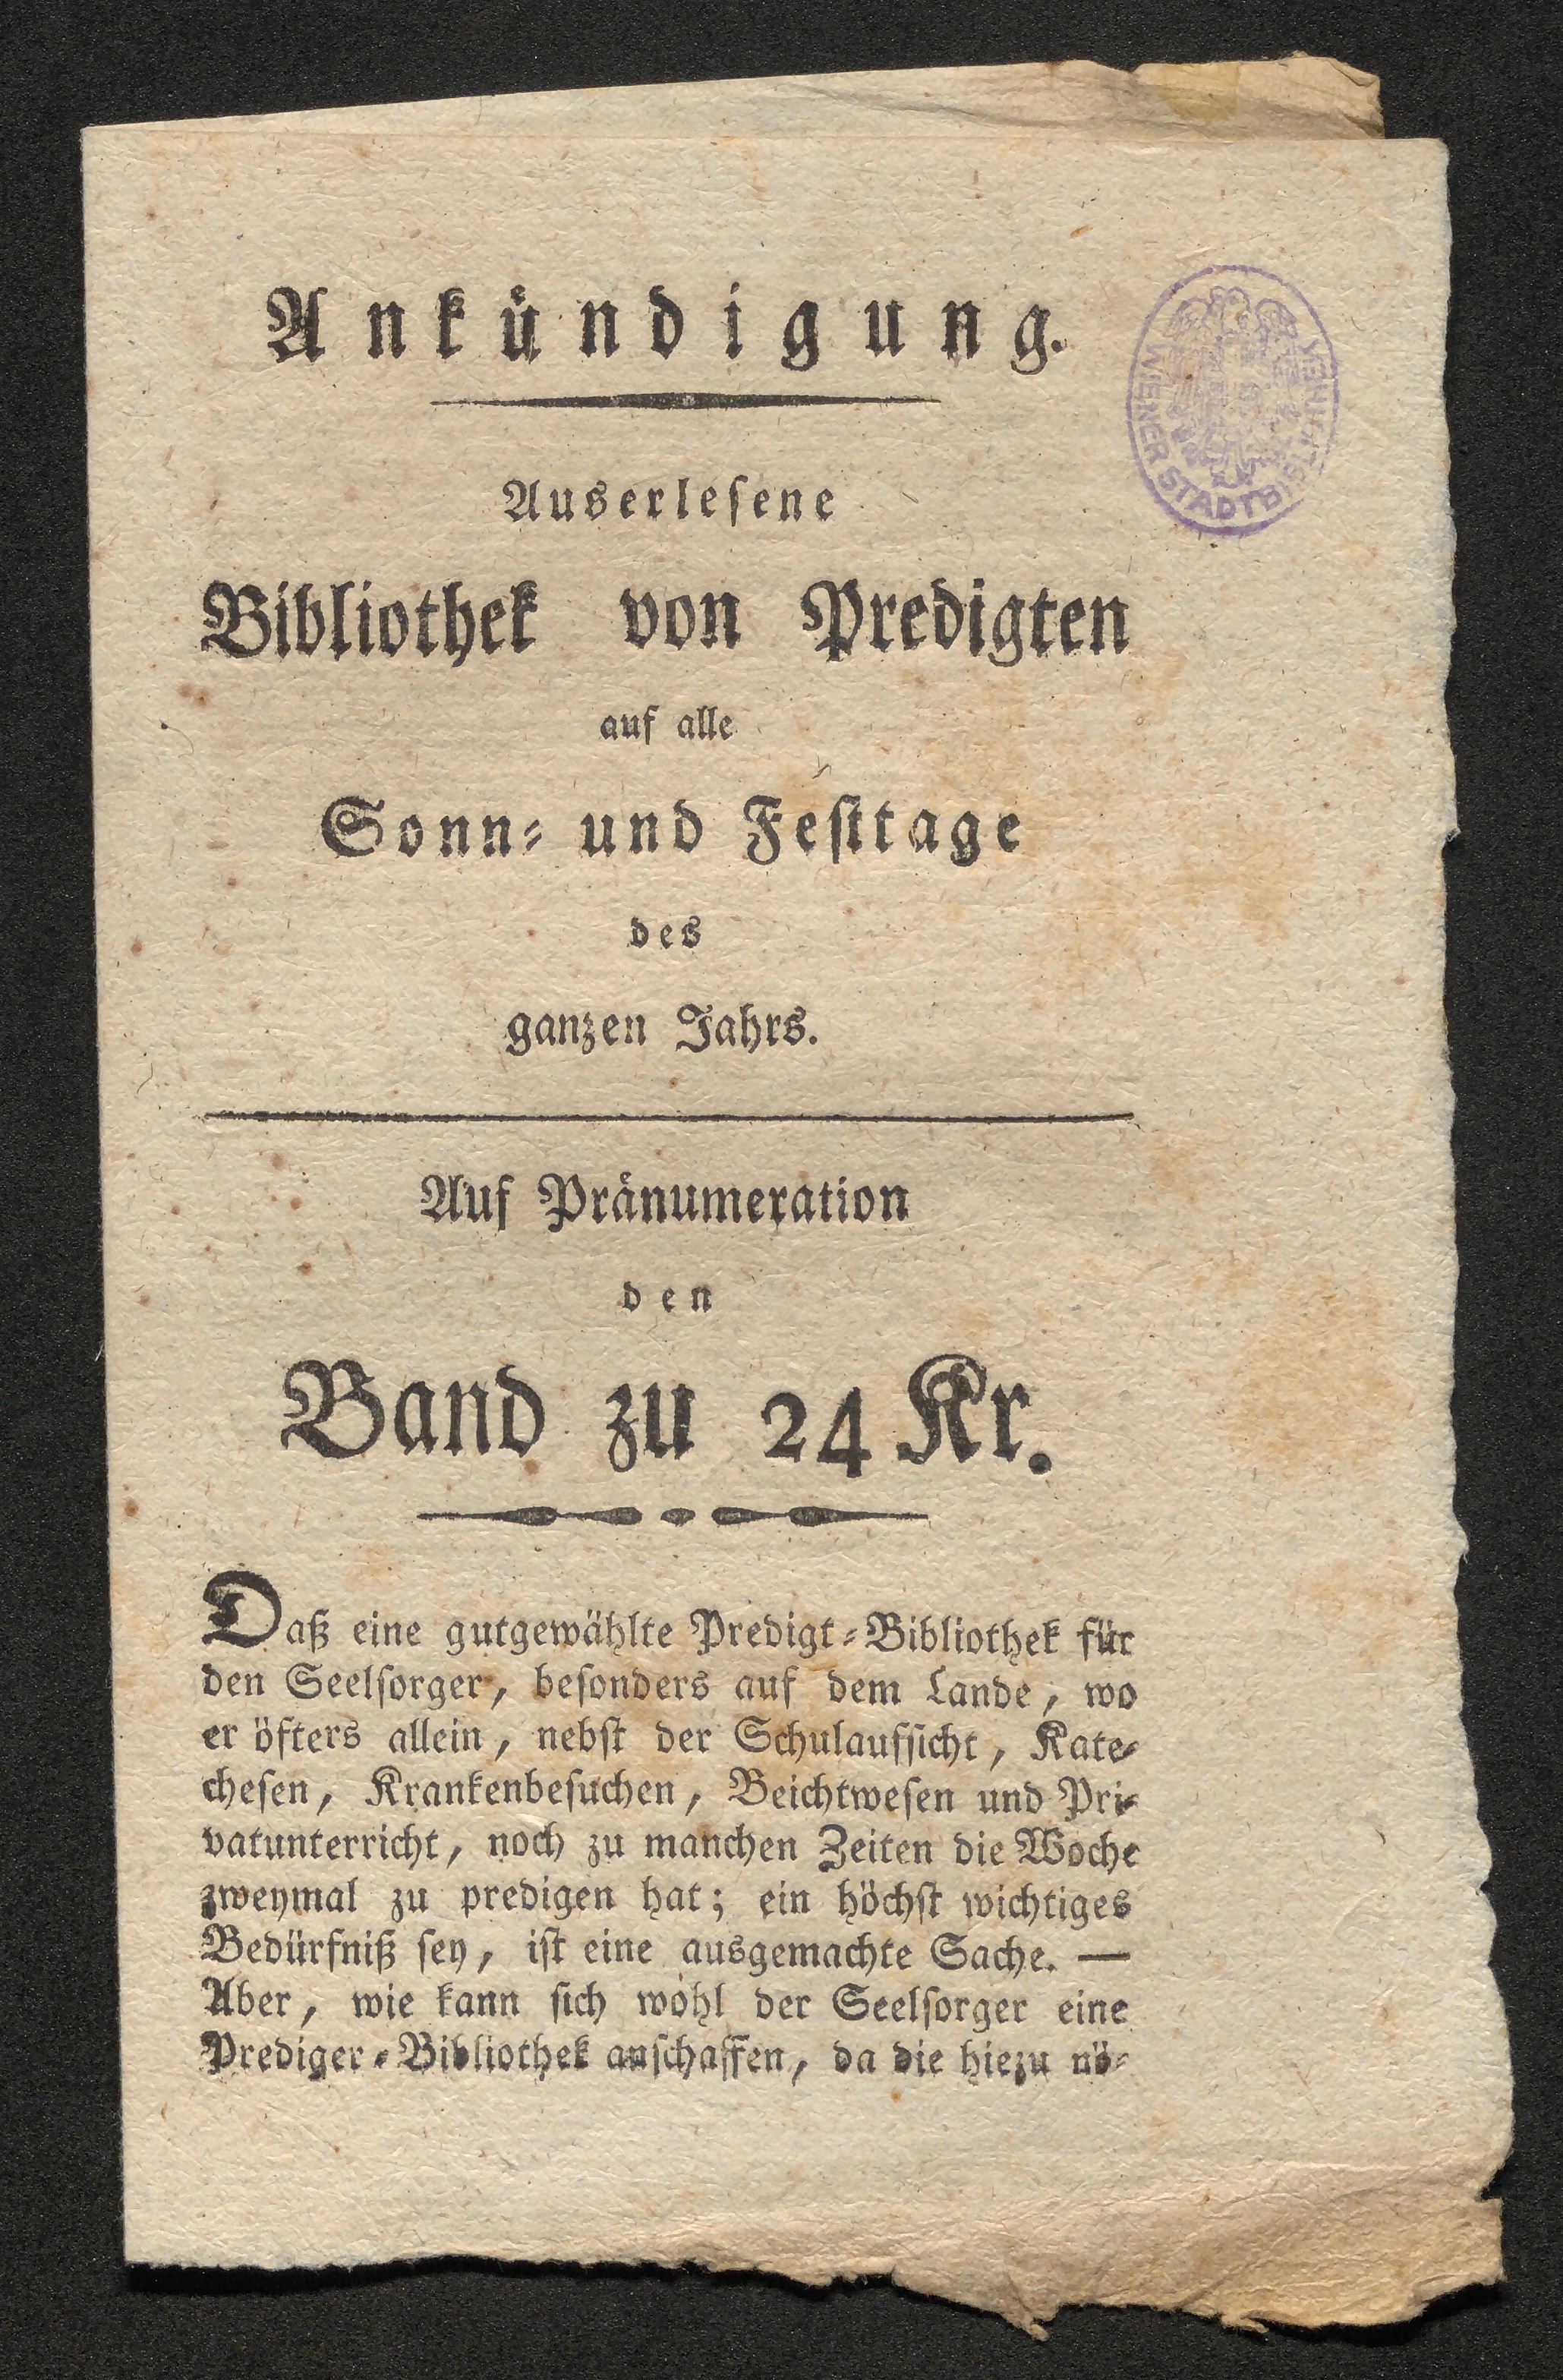 Ankündigung.
WIENER STADTBIBLIOTHEK
Auserlesene
Bibliothek von Predigten
auf alle
Sonn- und Festtage
des
ganzen Jahrs.
Auf Pränumeration
den
Band zu 24 Kr.
Daß eine gutgewählte Predigt-Bibliothek für
den Seelsorger, besonders auf dem Lande, wo
er öfters allein, nebst der Schulaufsicht, Kate-
chesen, Krankenbesuchen, Beichtwesen und Pri-
vatunterricht, noch zu manchen Zeiten die Woche
zweymal zu predigen hat; ein höchst wichtiges
Bedürfniß sey, ist eine ausgemachte Sache. —
Aber, wie kann sich wohl der Seelsorger eine
Prediger-Bibliothek anschaffen, da die hiezu nö-